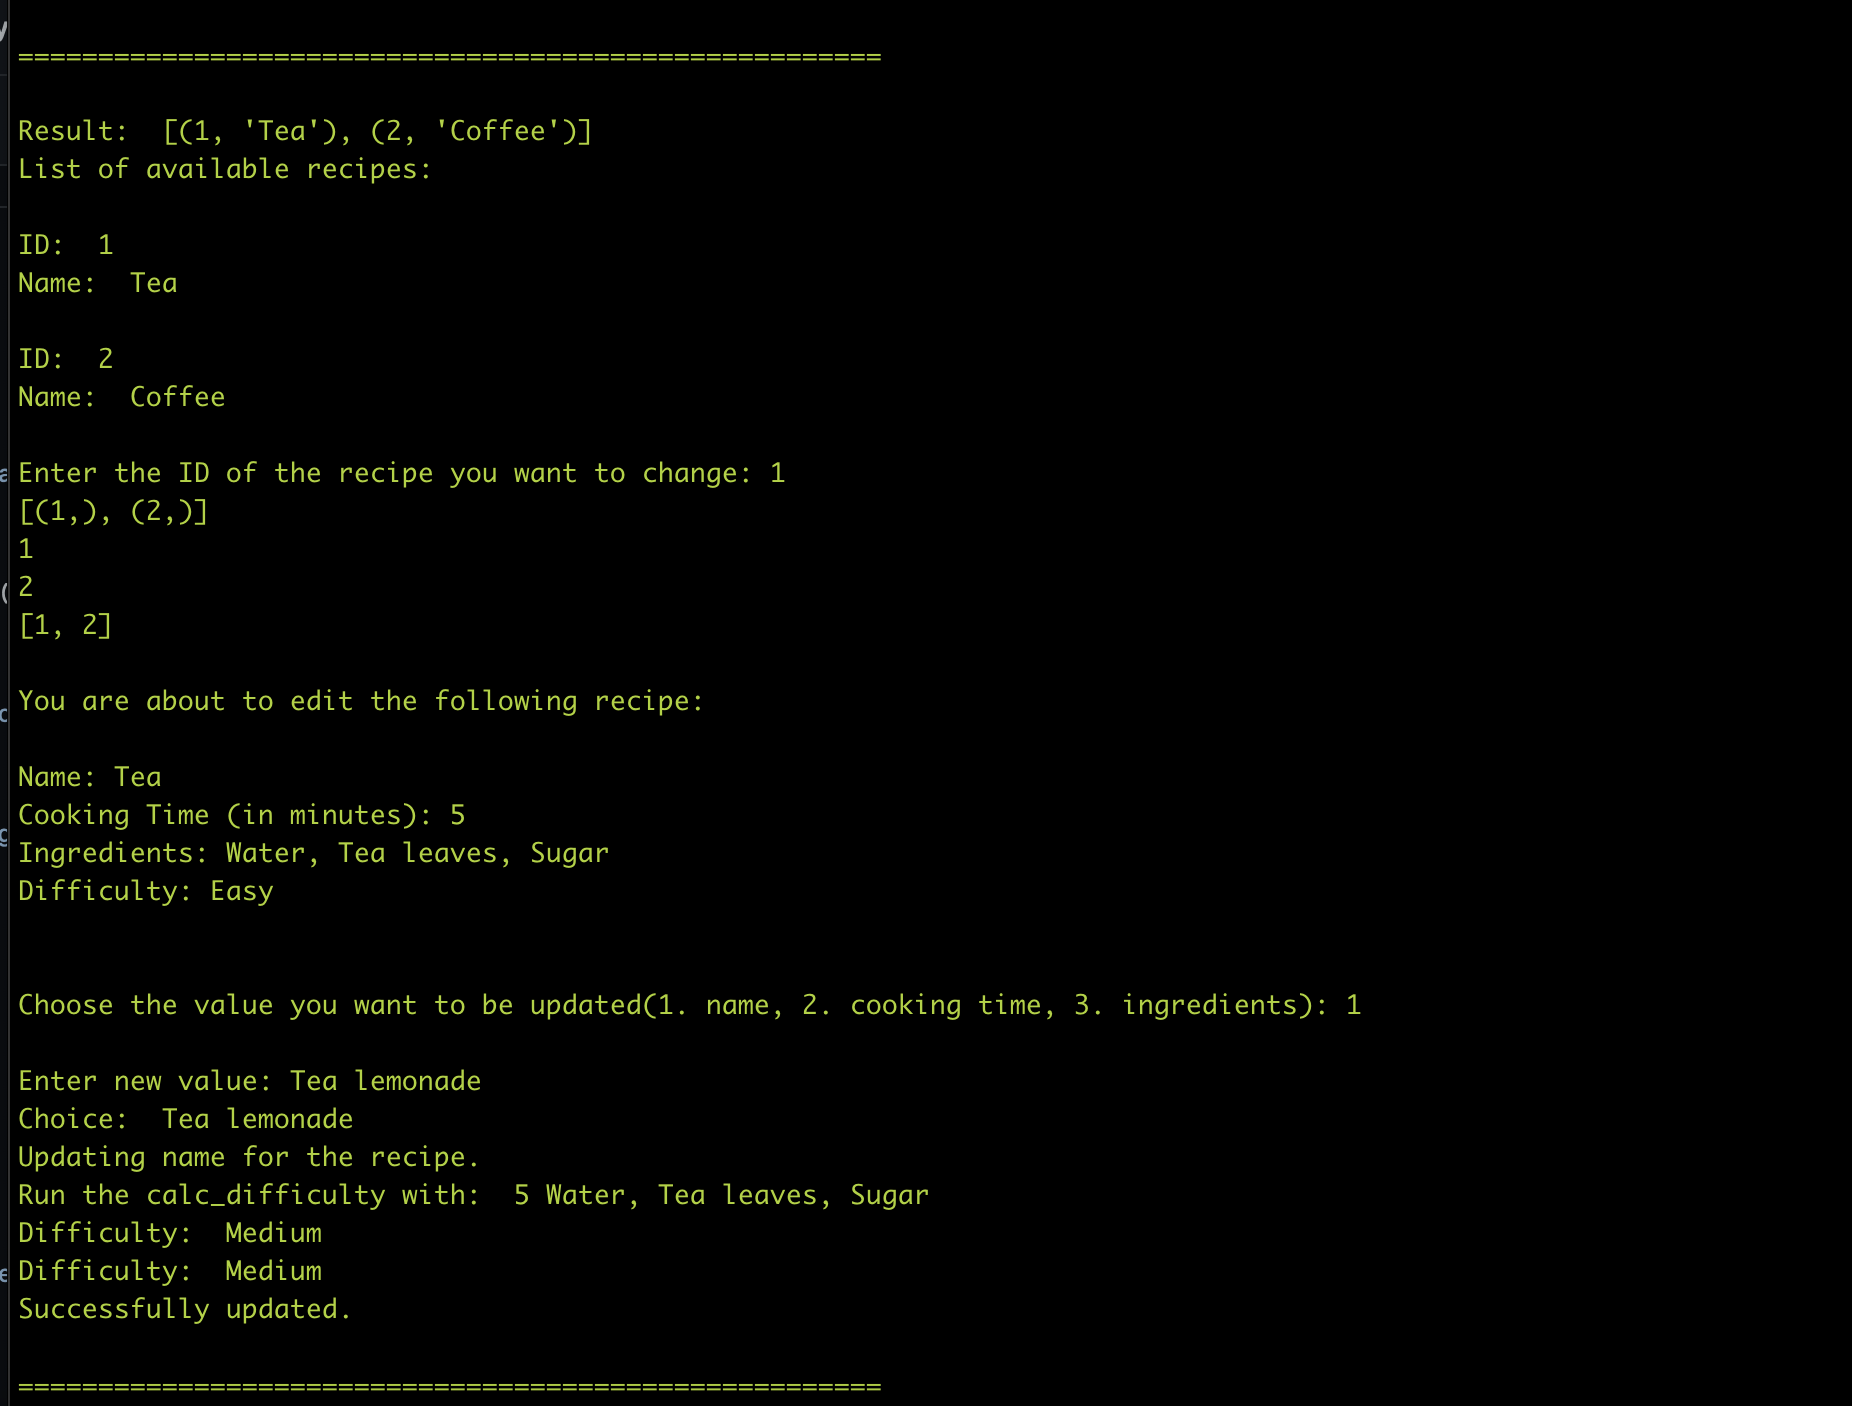 ======================================================
Result:  [(1, 'Tea'), (2, 'Coffee')]
List of available recipes:
ID:  1
Name:  Tea
ID:  2
Name:  Coffee
Enter the ID of the recipe you want to change: 1
[(1,), (2,)]
1
2
[1, 2]
You are about to edit the following recipe:
Name: Tea
Cooking Time (in minutes): 5
Ingredients: Water, Tea leaves, Sugar
Difficulty: Easy
Choose the value you want to be updated(1. name, 2. cooking time, 3. ingredients): 1
Enter new value: Tea lemonade
Choice:  Tea lemonade
Updating name for the recipe.
Run the calc_difficulty with:  5 Water, Tea leaves, Sugar
Difficulty:  Medium
Difficulty:  Medium
Successfully updated.
======================================================